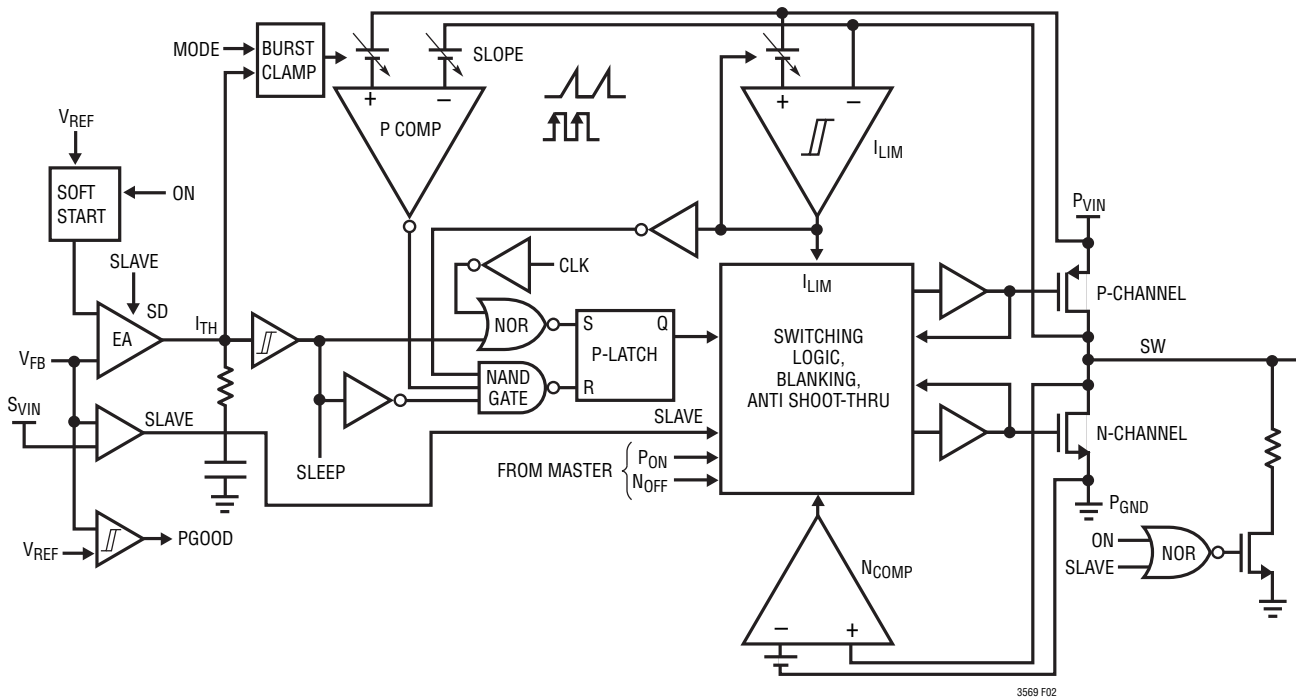 MODE
BURST
CLAMP
SLOPE
+
–
P COMP
+
–
ILIM
VREF
SOFT
START
ON
SLAVE
SD
EA
ITH
VFB
SVIN
SLAVE
VREF
PGOOD
SLEEP
CLK
NOR
NAND
GATE
S
Q
P-LATCH
R
SLAVE
FROM MASTER
PON
NOFF
ILIM
SWITCHING
LOGIC,
BLANKING,
ANTI SHOOT-THRU
PVIN
P-CHANNEL
SW
N-CHANNEL
PGND
NCOMP
–
+
ON
SLAVE
NOR
3569 F02